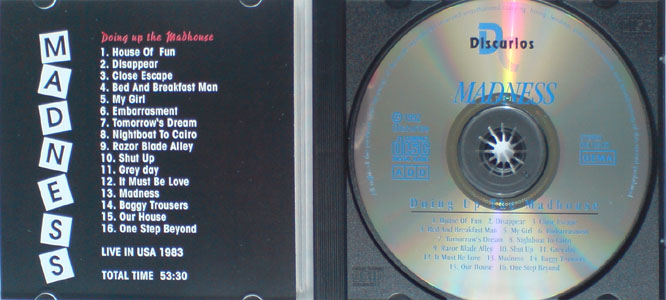 MADNESS
Doing up the Madhouse
1. House Of Fun
2. Disappear
3. Close Escape
4. Bed And Breakfast Man
5. My Girl
6. Embarrasment
7. Tomorrow's Dream
8. Nightboat To Cairo
9. Razor Blade Alley
10. Shut Up
11. Grey day
12. It Must Be Love
13. Madness
14. Baggy Trousers
15. Our House
16. One Step Beyond
LIVE IN USA 1983
TOTAL TIME 53:30
D
Discurios
MADNESS
Doing Up The Madhouse
1. House Of Fun 2. Disappear 3. Close Escape
4. Bed And Breakfast Man 5. My Girl 6. Embarrasment
7. Tomorrow's Dream 8. Nightboat To Cairo
9. Razor Blade Alley 10. Shut Up 11. Grey day
12. It Must Be Love 13. Madness 14. Baggy Trousers
15. Our House 16. One Step Beyond